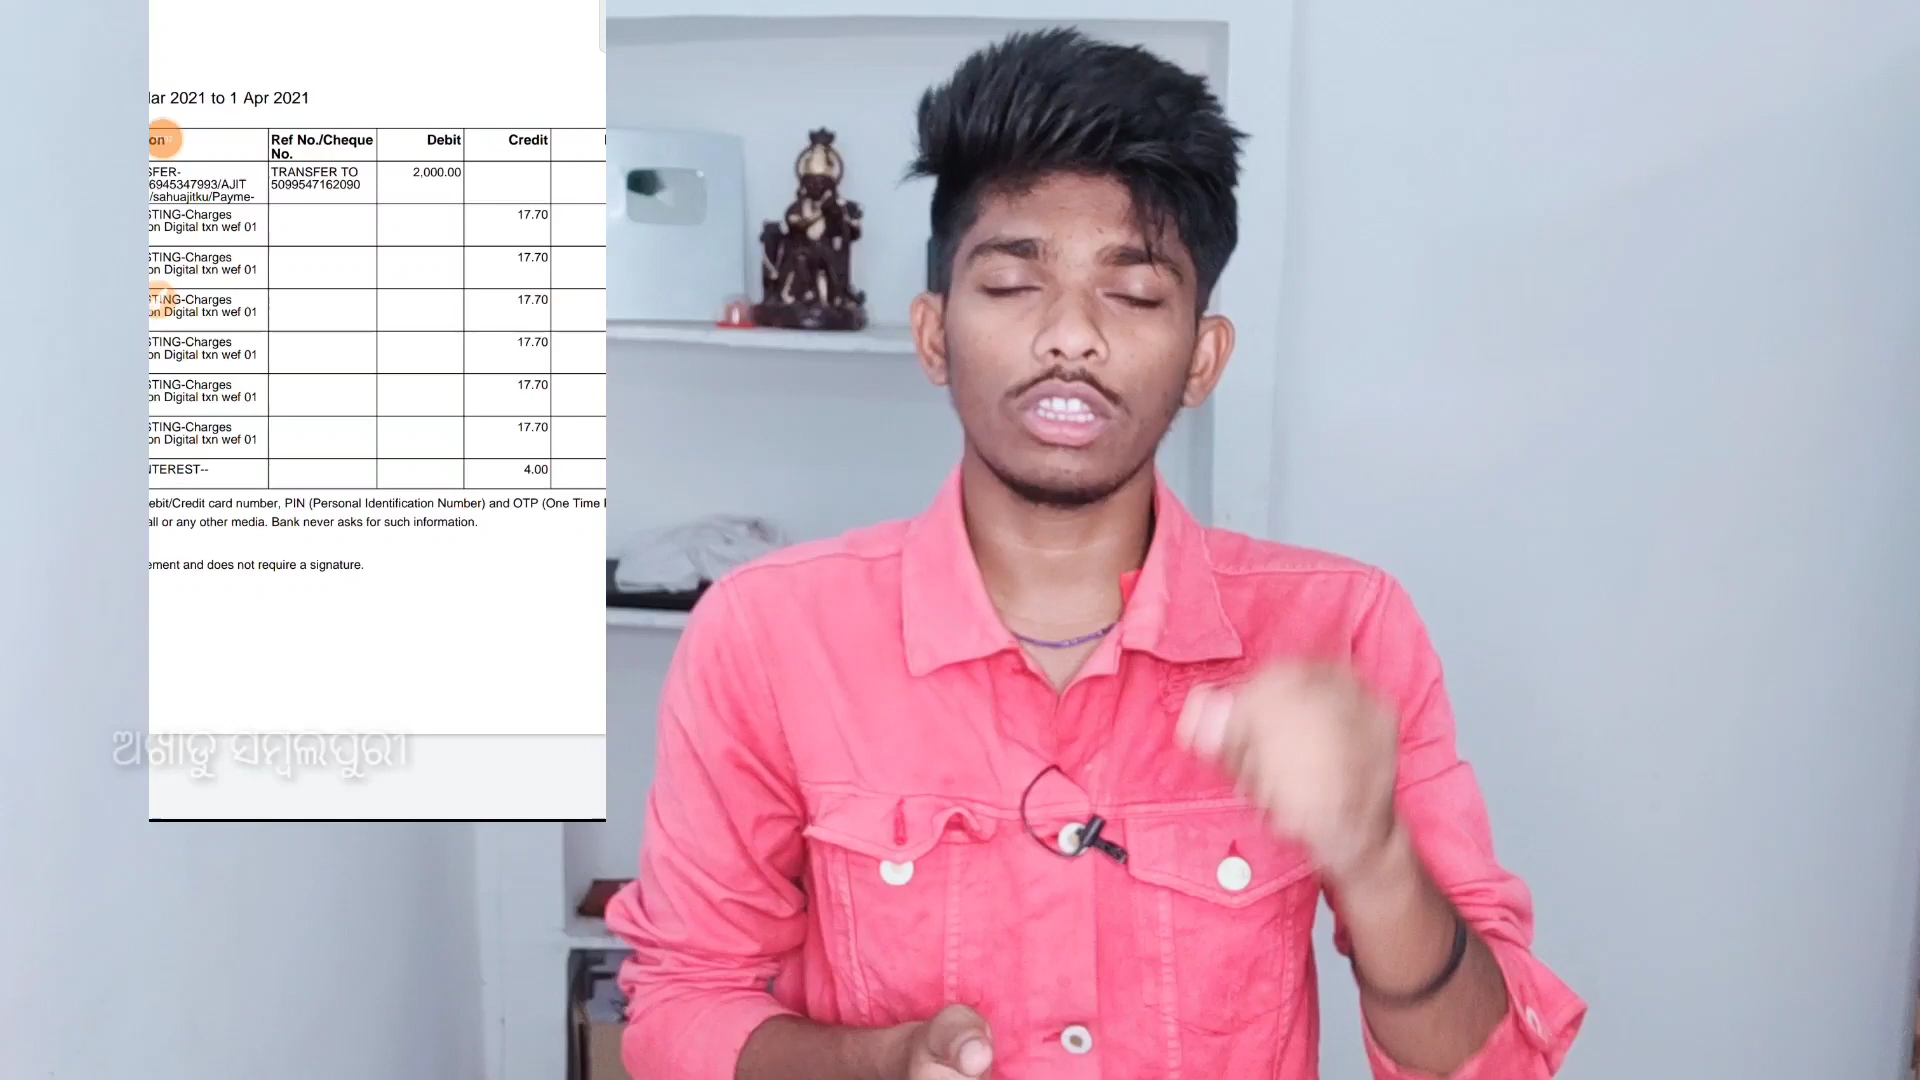 lar 2021 to 1 Apr 2021
on Ref No./Cheque No. Debit Credit
SFER-
6945347993/AJIT
/sahuajitku/Payme-
TRANSFER TO
5099547162090
2,000.00
STING-Charges
on Digital txn wef 01
17.70
STING-Charges
on Digital txn wef 01
17.70
STING-Charges
on Digital txn wef 01
17.70
STING-Charges
on Digital txn wef 01
17.70
STING-Charges
on Digital txn wef 01
17.70
STING-Charges
on Digital txn wef 01
17.70
NTEREST--
4.00
ebit/Credit card number, PIN (Personal Identification Number) and OTP (One Time
all or any other media. Bank never asks for such information.
ement and does not require a signature.
ଅଖାଡୁ ସମ୍ବଲପୁରୀ